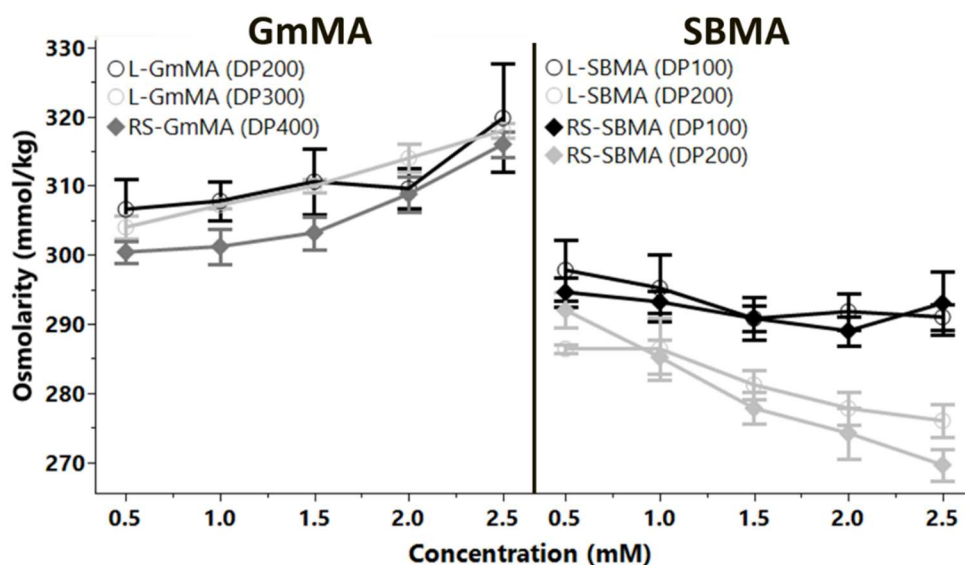 GmMA
SBMA
330
320
310
300
290
280
270
Osmolarity (mmol/kg)
L-GmMA (DP200)
L-GmMA (DP300)
RS-GmMA (DP400)
L-SBMA (DP100)
L-SBMA (DP200)
RS-SBMA (DP100)
RS-SBMA (DP200)
0.5 1.0 1.5 2.0 2.5
0.5 1.0 1.5 2.0 2.5
Concentration (mM)